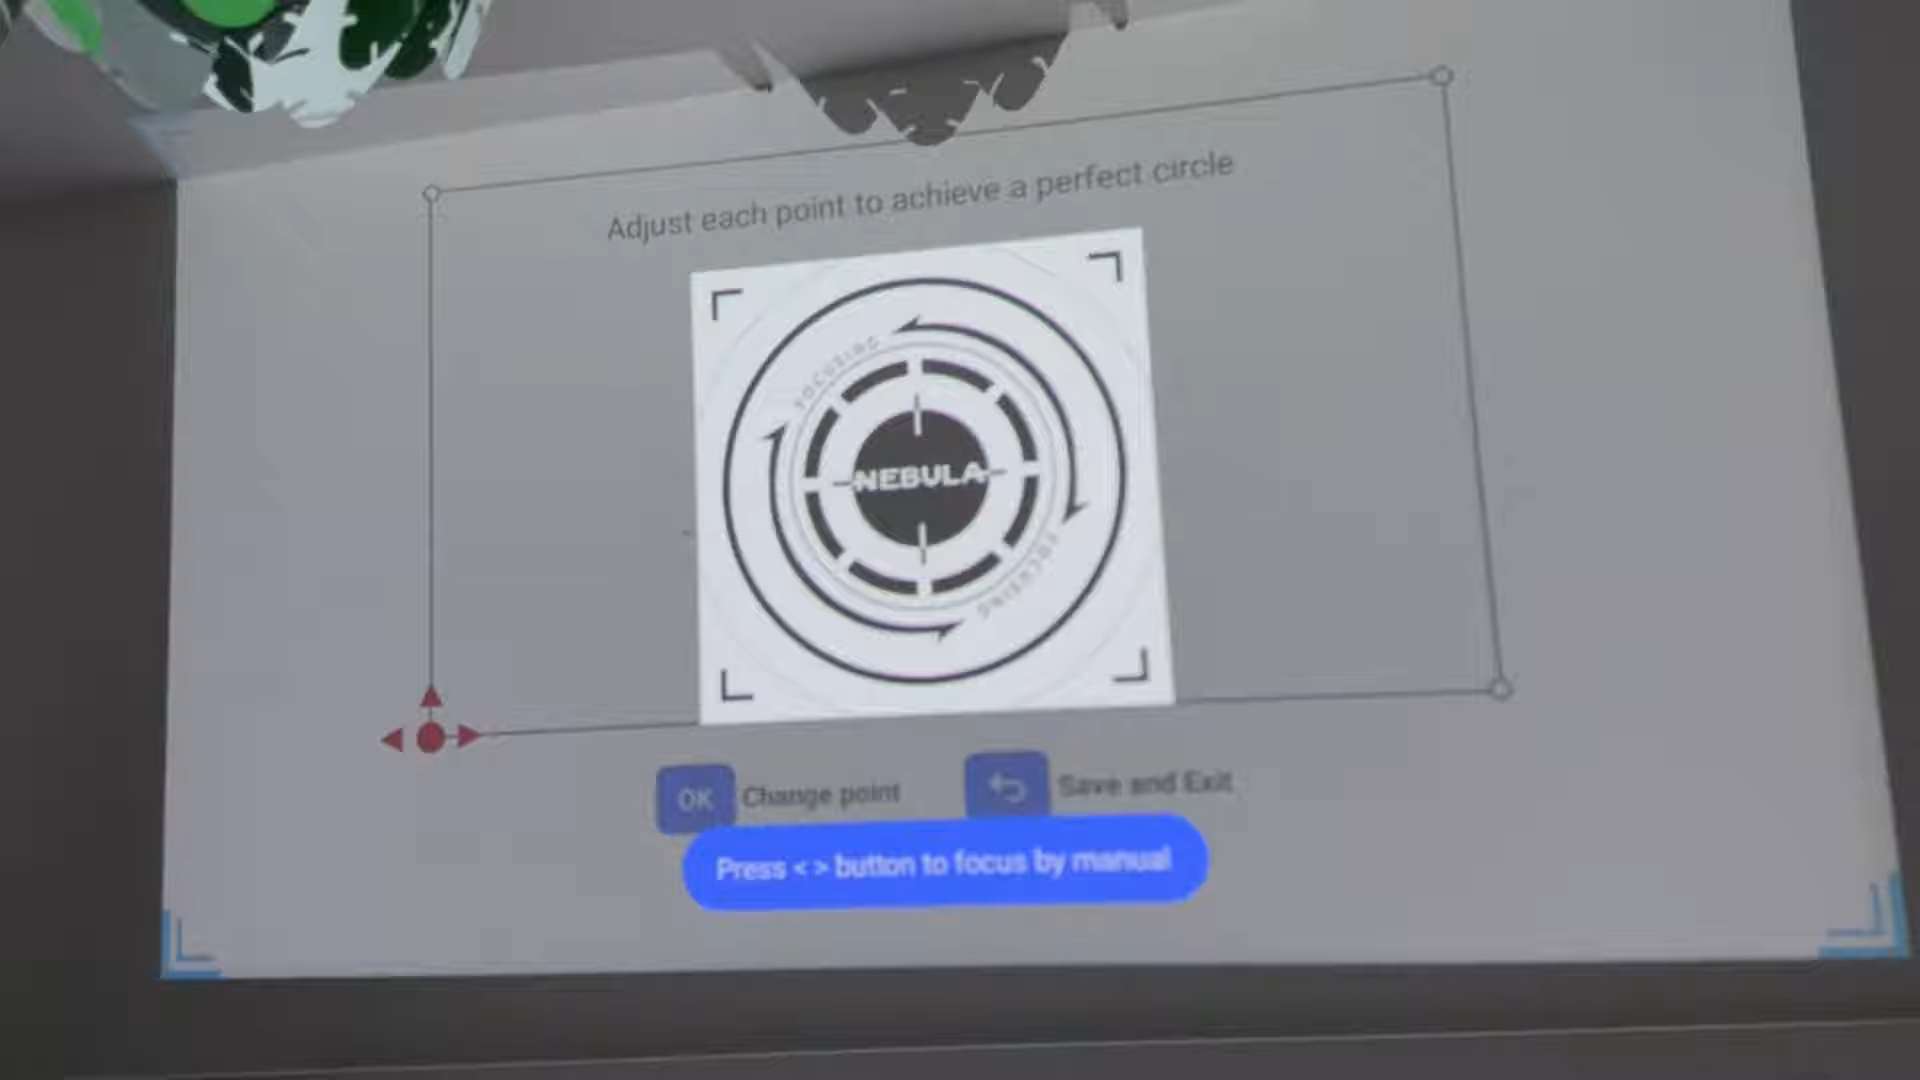 Adjust each point to achieve a perfect circle
FOCUSING
NEBULA
FOCUSING
OK Change point
Save and Exit
Press < > button to focus by manual